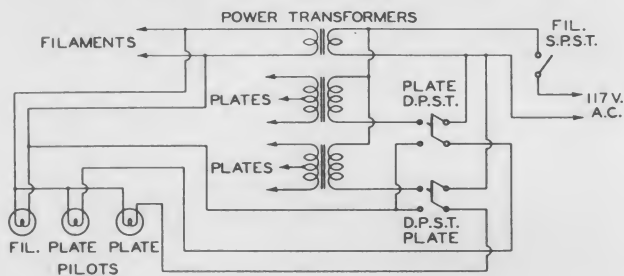 POWER TRANSFORMERS
FIL.
S.P.S.T.
FILAMENTS
PLATE
D.P.S.T.
PLATES
117 V.
A.C.
PLATES
D.P.S.T.
PLATE
FIL. PLATE PLATE
PILOTS